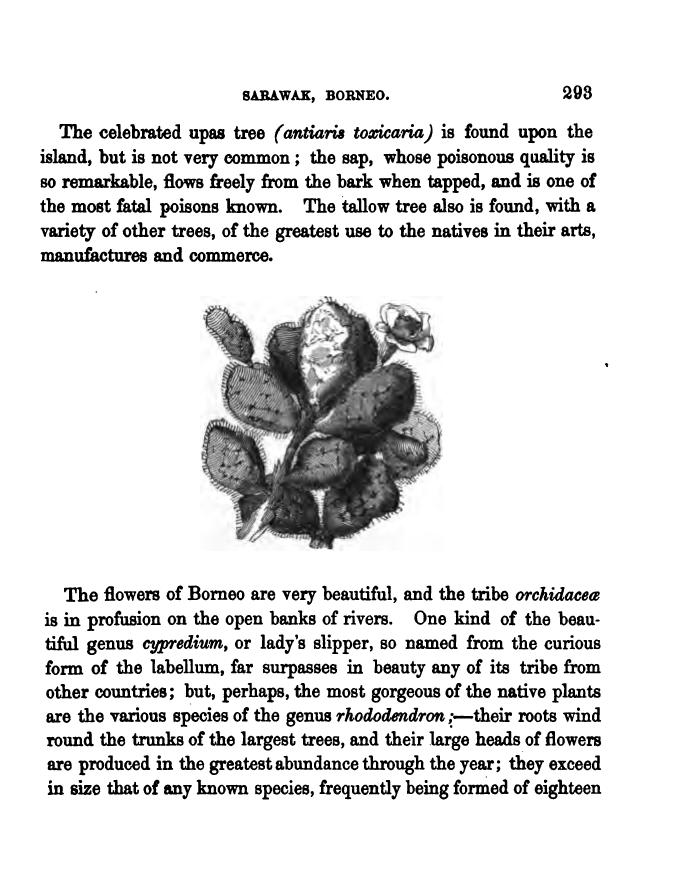 SARAWAK, BORNEO. 293
The celebrated upas tree (antiaris toxicaria) is found upon the
island, but is not very common; the sap, whose poisonous quality is
so remarkable, flows freely from the bark when tapped, and is one of
the most fatal poisons known. The tallow tree also is found, with a
variety of other trees, of the greatest use to the natives in their arts,
manufactures and commerce.
The flowers of Borneo are very beautiful, and the tribe orchidaceæ
is in profusion on the open banks of rivers. One kind of the beau-
tiful genus cypredium, or lady's slipper, so named from the curious
form of the labellum, far surpasses in beauty any of its tribe from
other countries; but, perhaps, the most gorgeous of the native plants
are the various species of the genus rhododendron;—their roots wind
round the trunks of the largest trees, and their large heads of flowers
are produced in the greatest abundance through the year; they exceed
in size that of any known species, frequently being formed of eighteen